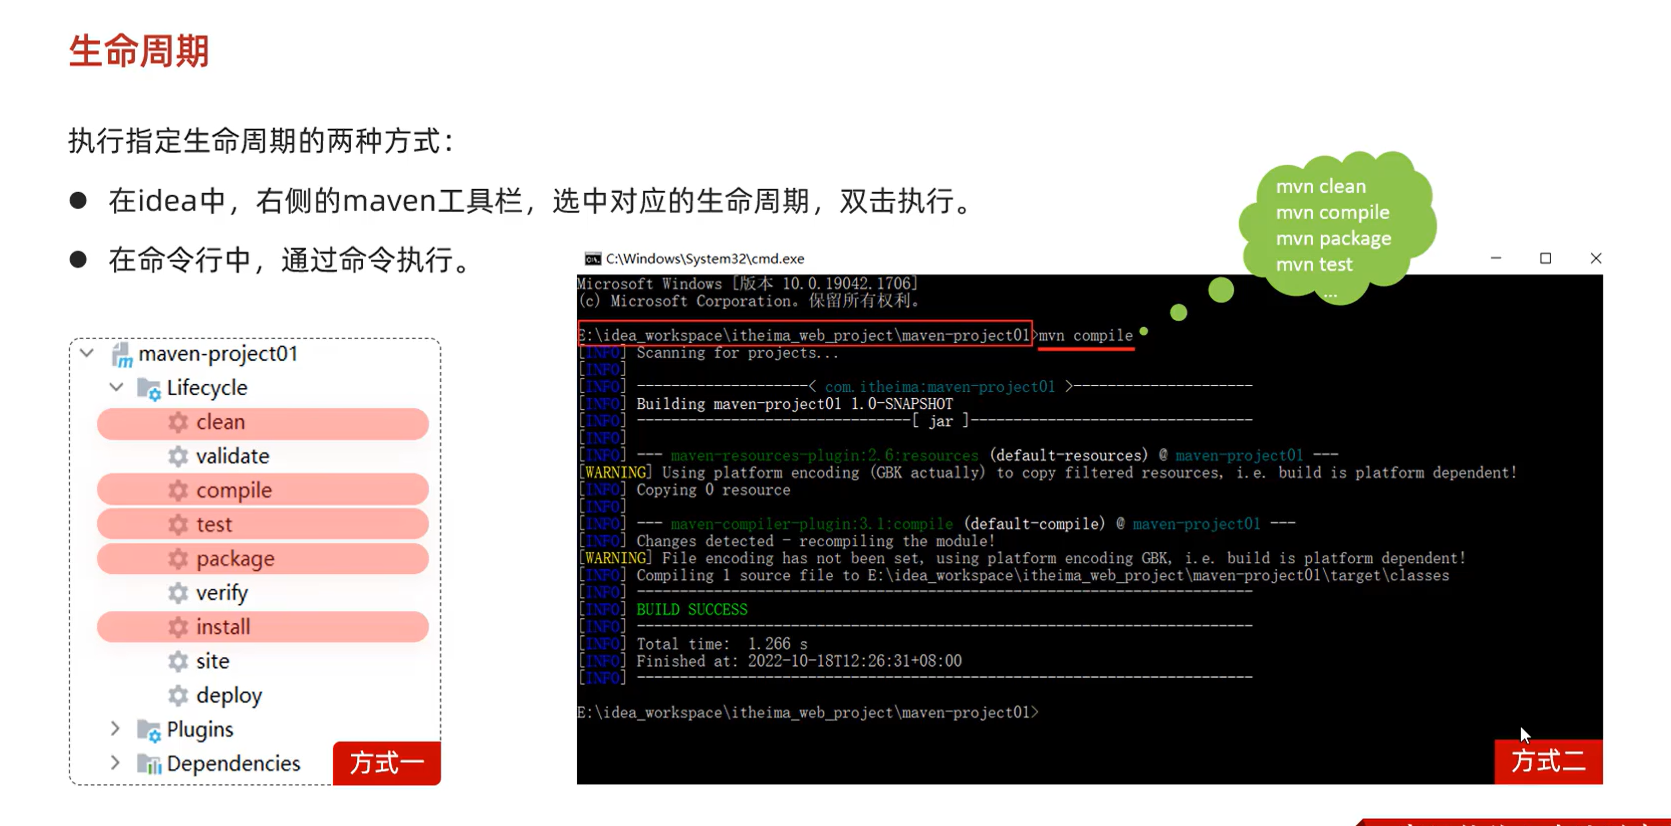 生命周期
执行指定生命周期的两种方式：
● 在idea中，右侧的maven工具栏，选中对应的生命周期，双击执行。
● 在命令行中，通过命令执行。
maven-project01
Lifecycle
clean
validate
compile
test
package
verify
install
site
deploy
Plugins
Dependencies
方式一
mvn clean
mvn compile
mvn package
mvn test
...
C:\Windows\System32\cmd.exe
Microsoft Windows [版本 10.0.19042.1706]
(c) Microsoft Corporation。保留所有权利。
E:\idea_workspace\itheima_web_project\maven-project01>mvn compile
[INFO] Scanning for projects...
[INFO]
[INFO] --------------------< com.itheima:maven-project01 >---------------------
[INFO] Building maven-project01 1.0-SNAPSHOT
[INFO] --------------------------------[ jar ]---------------------------------
[INFO]
[INFO] --- maven-resources-plugin:2.6:resources (default-resources) @ maven-project01 ---
[WARNING] Using platform encoding (GBK actually) to copy filtered resources, i.e. build is platform dependent!
[INFO] Copying 0 resource
[INFO]
[INFO] --- maven-compiler-plugin:3.1:compile (default-compile) @ maven-project01 ---
[INFO] Changes detected - recompiling the module!
[WARNING] File encoding has not been set, using platform encoding GBK, i.e. build is platform dependent!
[INFO] Compiling 1 source file to E:\idea_workspace\itheima_web_project\maven-project01\target\classes
[INFO] ------------------------------------------------------------------------
[INFO] BUILD SUCCESS
[INFO] ------------------------------------------------------------------------
[INFO] Total time:  1.266 s
[INFO] Finished at: 2022-10-18T12:26:31+08:00
[INFO] ------------------------------------------------------------------------
E:\idea_workspace\itheima_web_project\maven-project01>
方式二